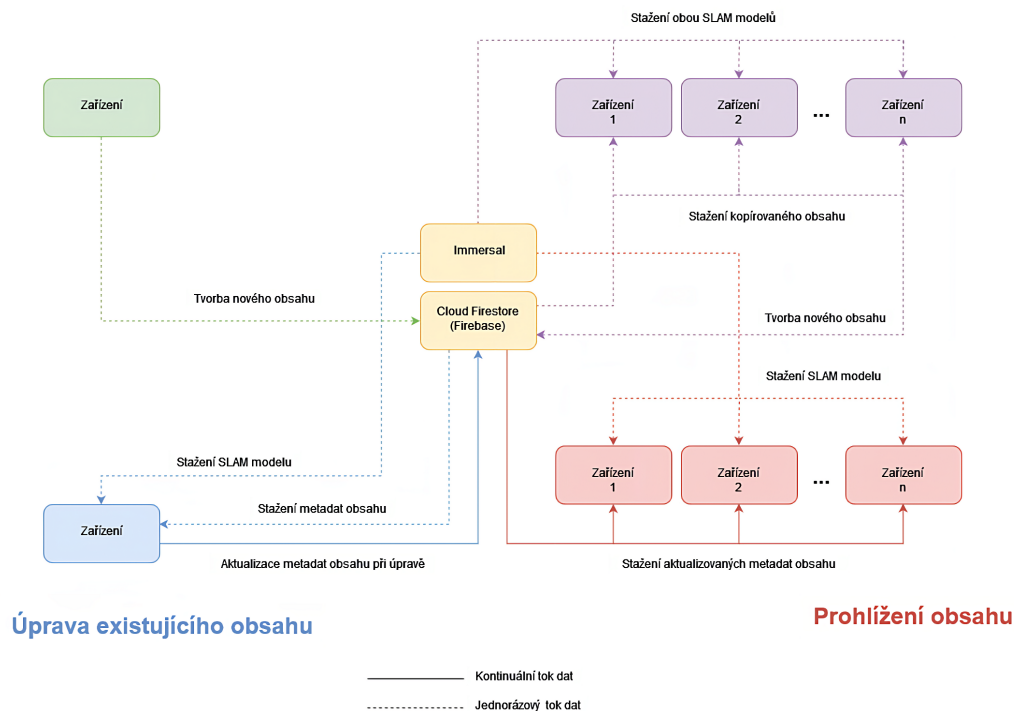 Stažení obou SLAM modelů
Zařízení
Zařízení
1
Zařízení
2
...
Zařízení
n
Stažení kopírovaného obsahu
Immersal
Tvorba nového obsahu
Cloud Firestore
(Firebase)
Tvorba nového obsahu
Stažení SLAM modelu
Stažení SLAM modelu
Zařízení
1
Zařízení
2
...
Zařízení
n
Stažení metadat obsahu
Zařízení
Aktualizace metadat obsahu při úpravě
Stažení aktualizovaných metadat obsahu
Úprava existujícího obsahu
Prohlížení obsahu
Kontinuální tok dat
Jednorázový tok dat